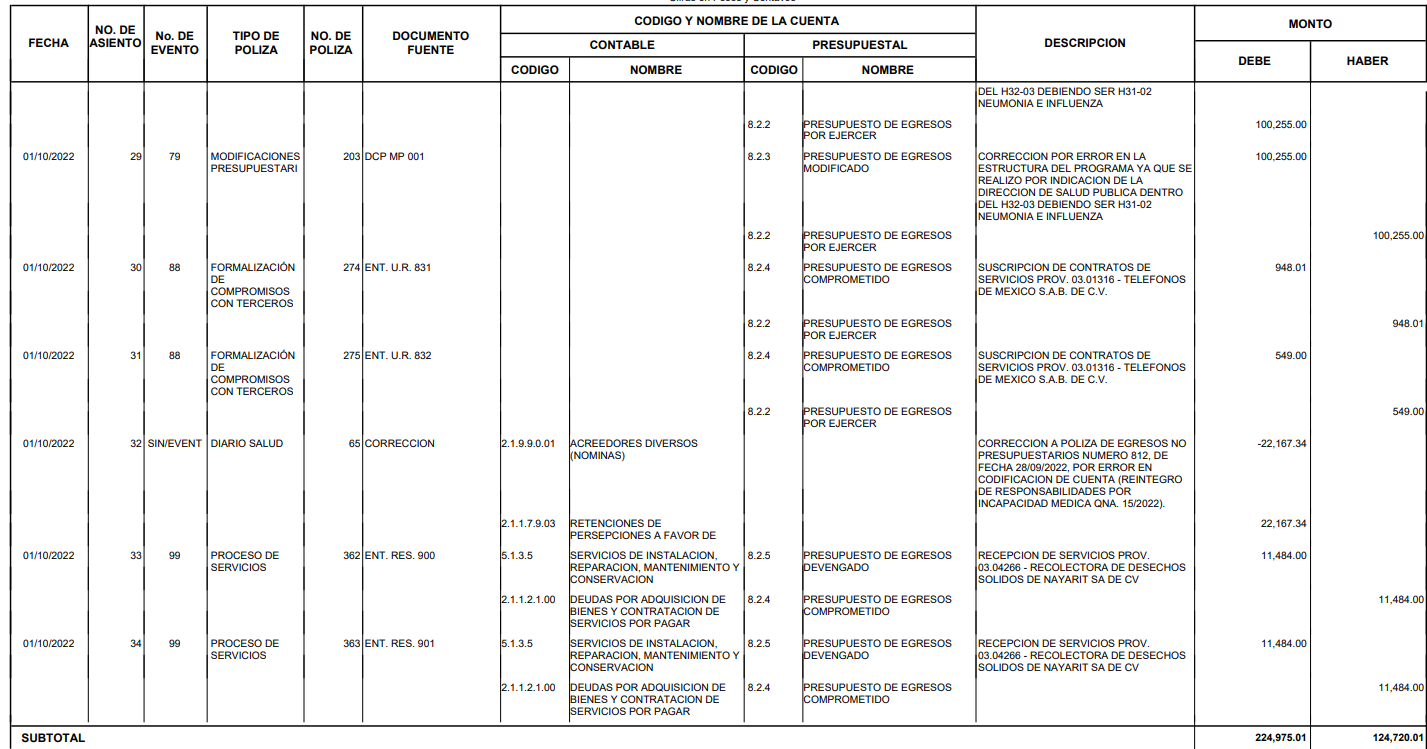 FECHA NO. DE ASIENTO No. DE EVENTO TIPO DE POLIZA NO. DE POLIZA DOCUMENTO FUENTE CODIGO Y NOMBRE DE LA CUENTA DESCRIPCION MONTO
CONTABLE PRESUPUESTAL DEBE HABER
CODIGO NOMBRE CODIGO NOMBRE
DEL H32-03 DEBIENDO SER H31-02
NEUMONIA E INFLUENZA
8.2.2 PRESUPUESTO DE EGRESOS 100,255.00
POR EJERCER
01/10/2022 29 79 MODIFICACIONES 203 DCP MP 001 8.2.3 PRESUPUESTO DE EGRESOS CORRECCION POR ERROR EN LA 100,255.00
PRESUPUESTARI MODIFICADO ESTRUCTURA DEL PROGRAMA YA QUE SE
REALIZO POR INDICACION DE LA
DIRECCION DE SALUD PUBLICA DENTRO
DEL H32-03 DEBIENDO SER H31-02
NEUMONIA E INFLUENZA
8.2.2 PRESUPUESTO DE EGRESOS 100,255.00
POR EJERCER
01/10/2022 30 88 FORMALIZACIÓN 274 ENT. U.R. 831 8.2.4 PRESUPUESTO DE EGRESOS SUSCRIPCION DE CONTRATOS DE 948.01
DE COMPROMETIDO SERVICIOS PROV. 03.01316 - TELEFONOS
COMPROMISOS DE MEXICO S.A.B. DE C.V.
CON TERCEROS
8.2.2 PRESUPUESTO DE EGRESOS 948.01
POR EJERCER
01/10/2022 31 88 FORMALIZACIÓN 275 ENT. U.R. 832 8.2.4 PRESUPUESTO DE EGRESOS SUSCRIPCION DE CONTRATOS DE 549.00
DE COMPROMETIDO SERVICIOS PROV. 03.01316 - TELEFONOS
COMPROMISOS DE MEXICO S.A.B. DE C.V.
CON TERCEROS
8.2.2 PRESUPUESTO DE EGRESOS 549.00
POR EJERCER
01/10/2022 32 SIN/EVENT DIARIO SALUD 65 CORRECCION 2.1.9.9.0.01 ACREEDORES DIVERSOS CORRECCION A POLIZA DE EGRESOS NO -22,167.34
(NOMINAS) PRESUPUESTARIOS NUMERO 812, DE
FECHA 28/09/2022, POR ERROR EN
CODIFICACION DE CUENTA (REINTEGRO
DE RESPONSABILIDADES POR
INCAPACIDAD MEDICA QNA. 15/2022).
2.1.1.7.9.03 RETENCIONES DE 22,167.34
PERSEPCIONES A FAVOR DE
01/10/2022 33 99 PROCESO DE 362 ENT. RES. 900 5.1.3.5 SERVICIOS DE INSTALACION, 8.2.5 PRESUPUESTO DE EGRESOS RECEPCION DE SERVICIOS PROV. 11,484.00
SERVICIOS REPARACION, MANTENIMIENTO Y DEVENGADO 03.04266 - RECOLECTORA DE DESECHOS
CONSERVACION SOLIDOS DE NAYARIT SA DE CV
2.1.1.2.1.00 DEUDAS POR ADQUISICION DE 8.2.4 PRESUPUESTO DE EGRESOS 11,484.00
BIENES Y CONTRATACION DE COMPROMETIDO
SERVICIOS POR PAGAR
01/10/2022 34 99 PROCESO DE 363 ENT. RES. 901 5.1.3.5 SERVICIOS DE INSTALACION, 8.2.5 PRESUPUESTO DE EGRESOS RECEPCION DE SERVICIOS PROV. 11,484.00
SERVICIOS REPARACION, MANTENIMIENTO Y DEVENGADO 03.04266 - RECOLECTORA DE DESECHOS
CONSERVACION SOLIDOS DE NAYARIT SA DE CV
2.1.1.2.1.00 DEUDAS POR ADQUISICION DE 8.2.4 PRESUPUESTO DE EGRESOS 11,484.00
BIENES Y CONTRATACION DE COMPROMETIDO
SERVICIOS POR PAGAR
SUBTOTAL 224,975.01 124,720.01